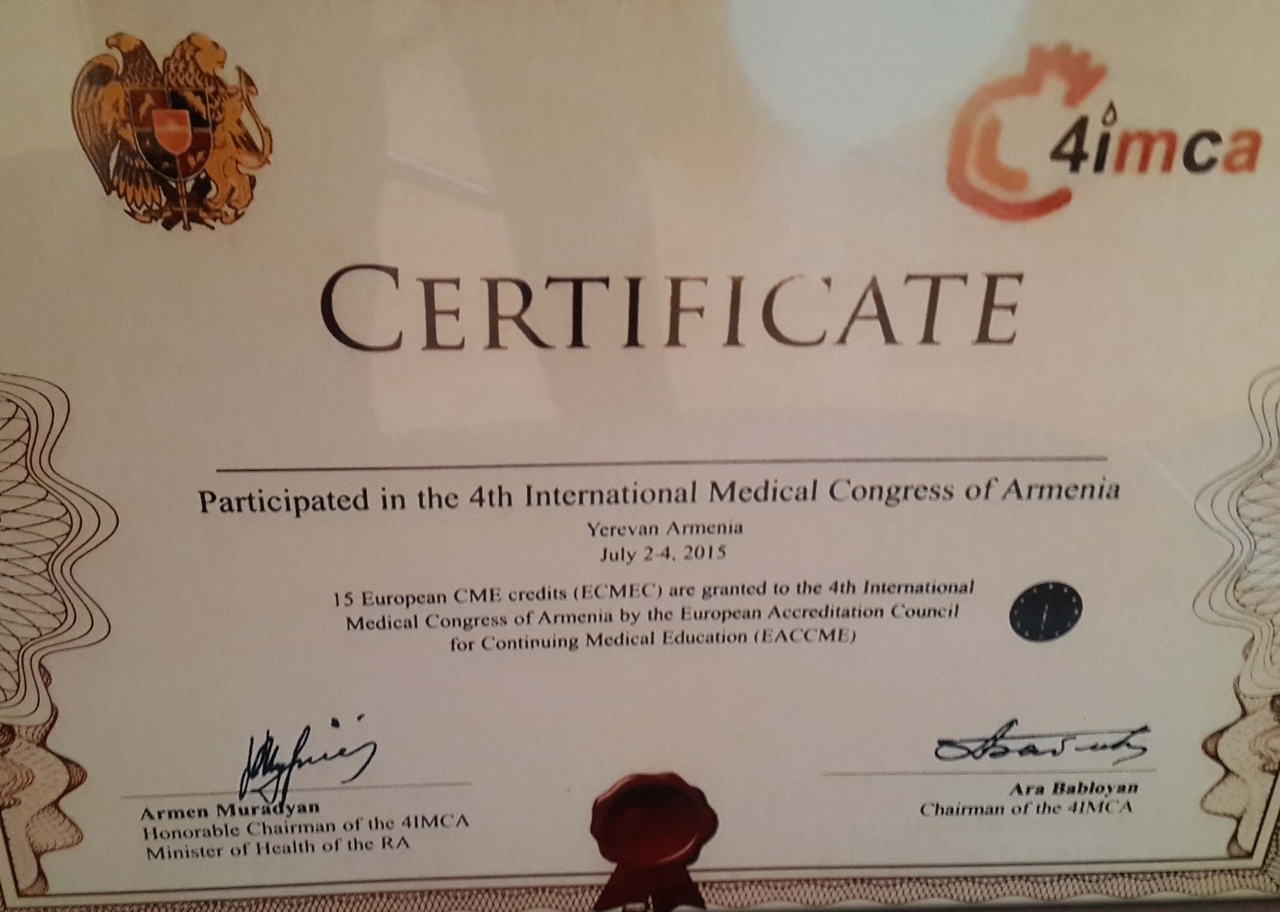 4imca
CERTIFICATE
Participated in the 4th International Medical Congress of Armenia
Yerevan Armenia
July 2-4, 2015
15 European CME credits (ECMEC) are granted to the 4th International
Medical Congress of Armenia by the European Accreditation Council
for Continuing Medical Education (EACCME)
Armen Muradyan
Honorable Chairman of the 4IMCA
Minister of Health of the RA
Ara Babloyan
Chairman of the 4IMCA